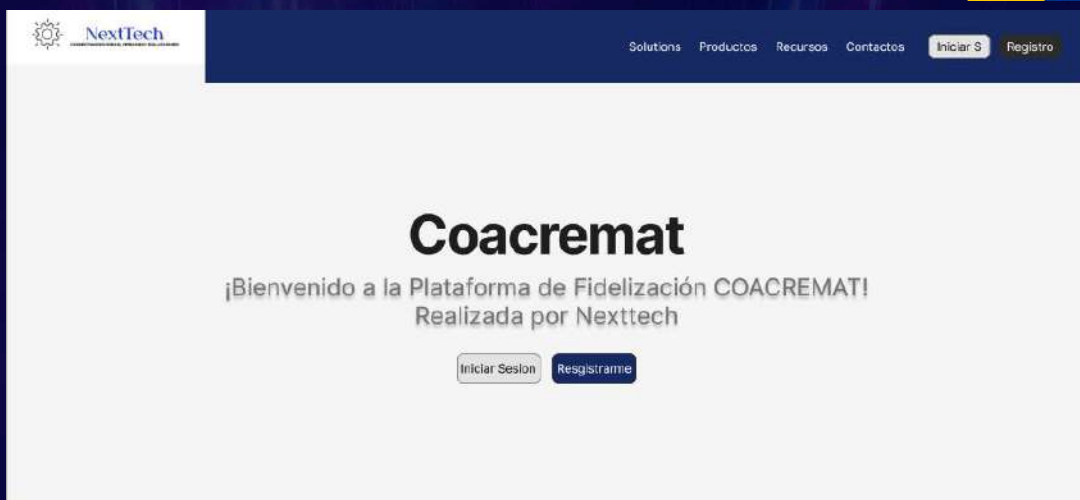 NextTech
Solutions Productos Recursos Contactos Iniciar S Registro
Coacremat
¡Bienvenido a la Plataforma de Fidelización COACREMAT!
Realizada por Nexttech
Iniciar Sesion Resgistrarme